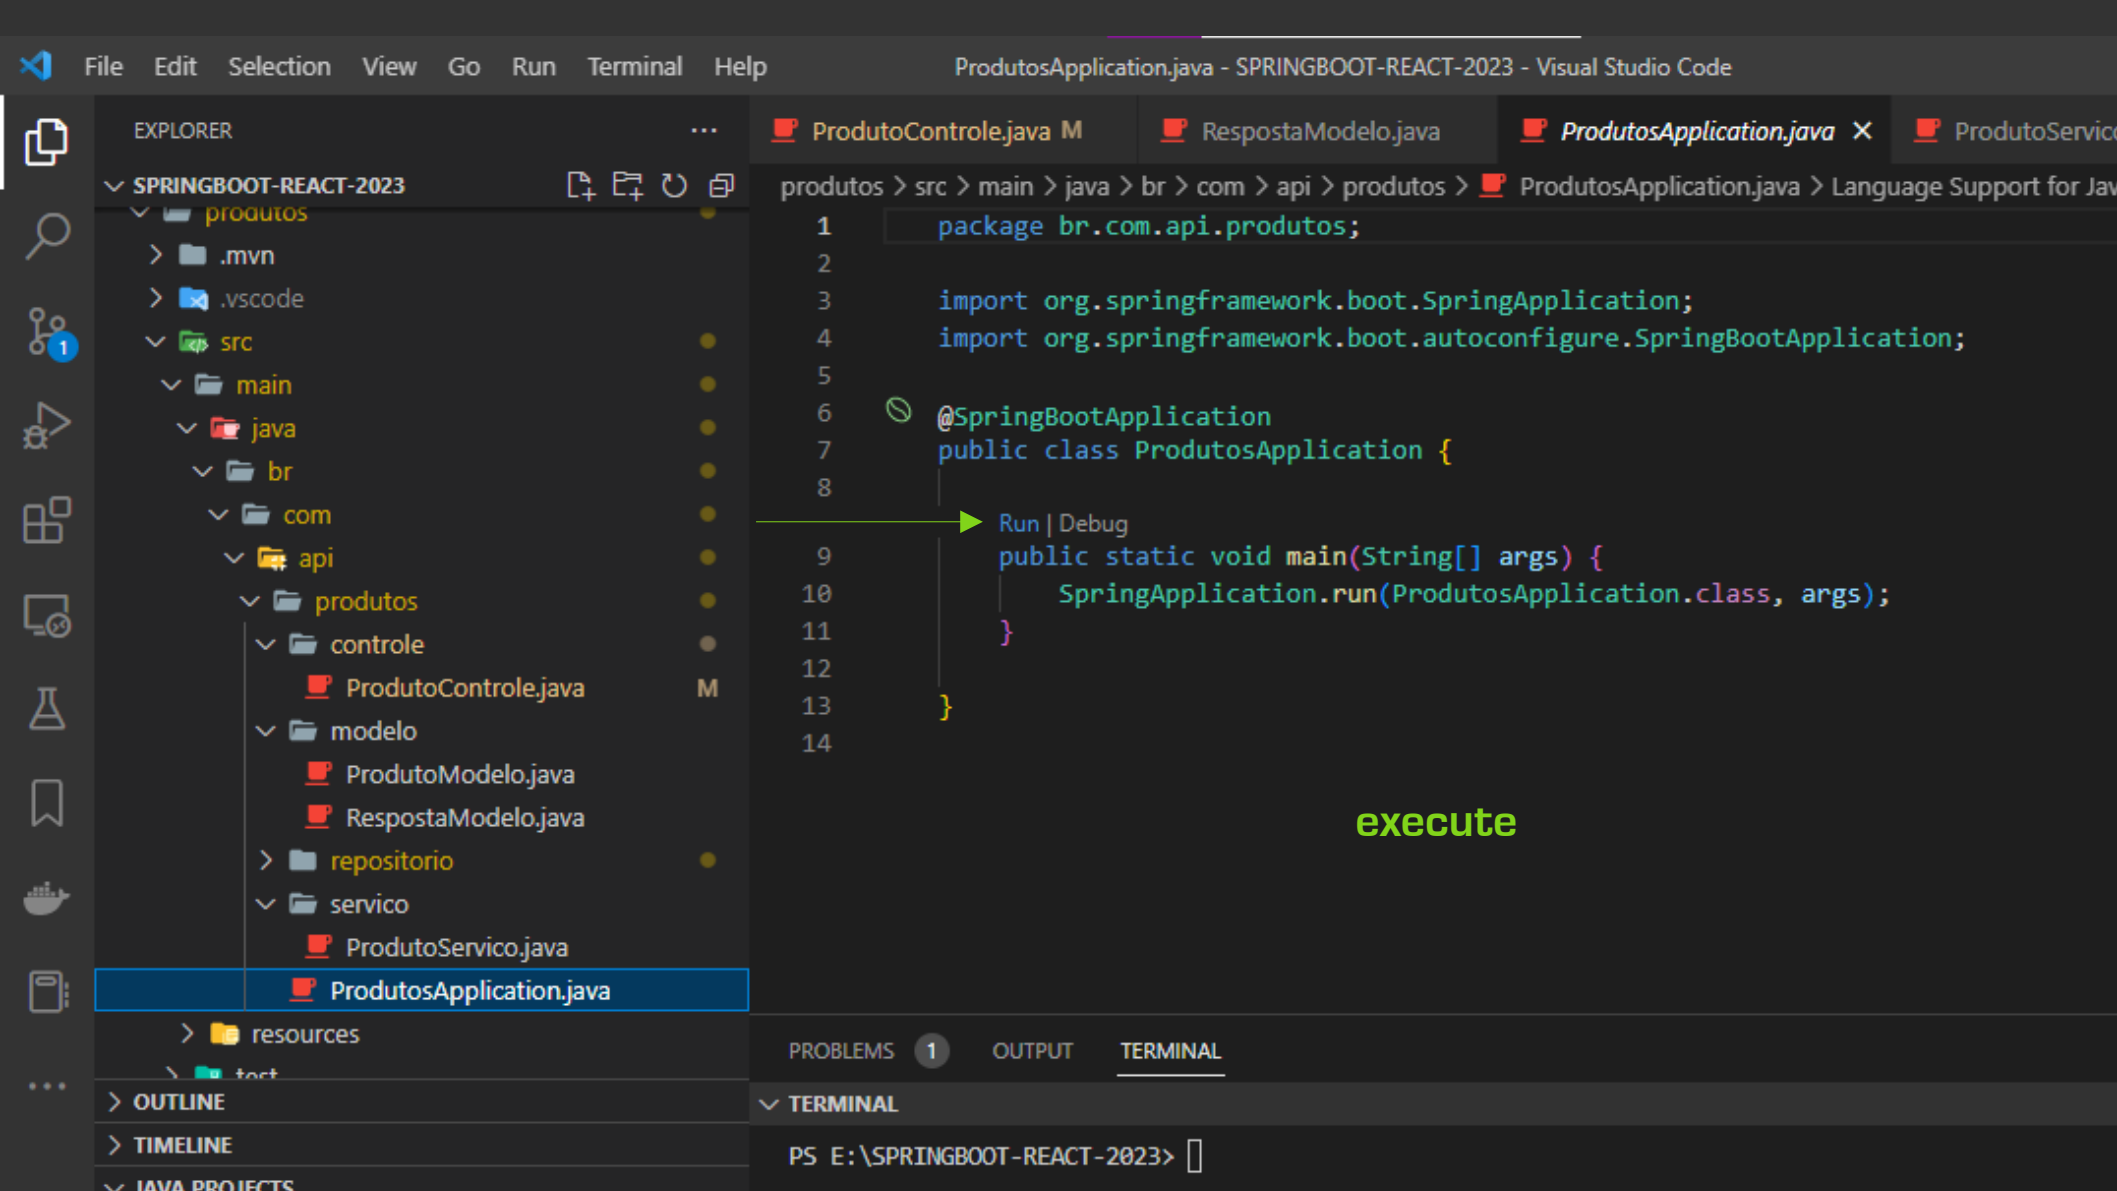 File Edit Selection View Go Run Terminal Help
ProdutosApplication.java - SPRINGBOOT-REACT-2023 - Visual Studio Code
EXPLORER
SPRINGBOOT-REACT-2023
produtos
.mvn
.vscode
src
main
java
br
com
api
produtos
controle
ProdutoControle.java M
modelo
ProdutoModelo.java
RespostaModelo.java
repositorio
servico
ProdutoServico.java
ProdutosApplication.java
resources
test
OUTLINE
TIMELINE
JAVA PROJECTS
1
ProdutoControle.java M RespostaModelo.java ProdutosApplication.java ProdutoServico
produtos > src > main > java > br > com > api > produtos > ProdutosApplication.java > Language Support for Jav
1 package br.com.api.produtos;
2
3 import org.springframework.boot.SpringApplication;
4 import org.springframework.boot.autoconfigure.SpringBootApplication;
5
6 @SpringBootApplication
7 public class ProdutosApplication {
8
Run | Debug
9 public static void main(String[] args) {
10 SpringApplication.run(ProdutosApplication.class, args);
11 }
12
13 }
14
execute
PROBLEMS 1 OUTPUT TERMINAL
TERMINAL
PS E:\SPRINGBOOT-REACT-2023>